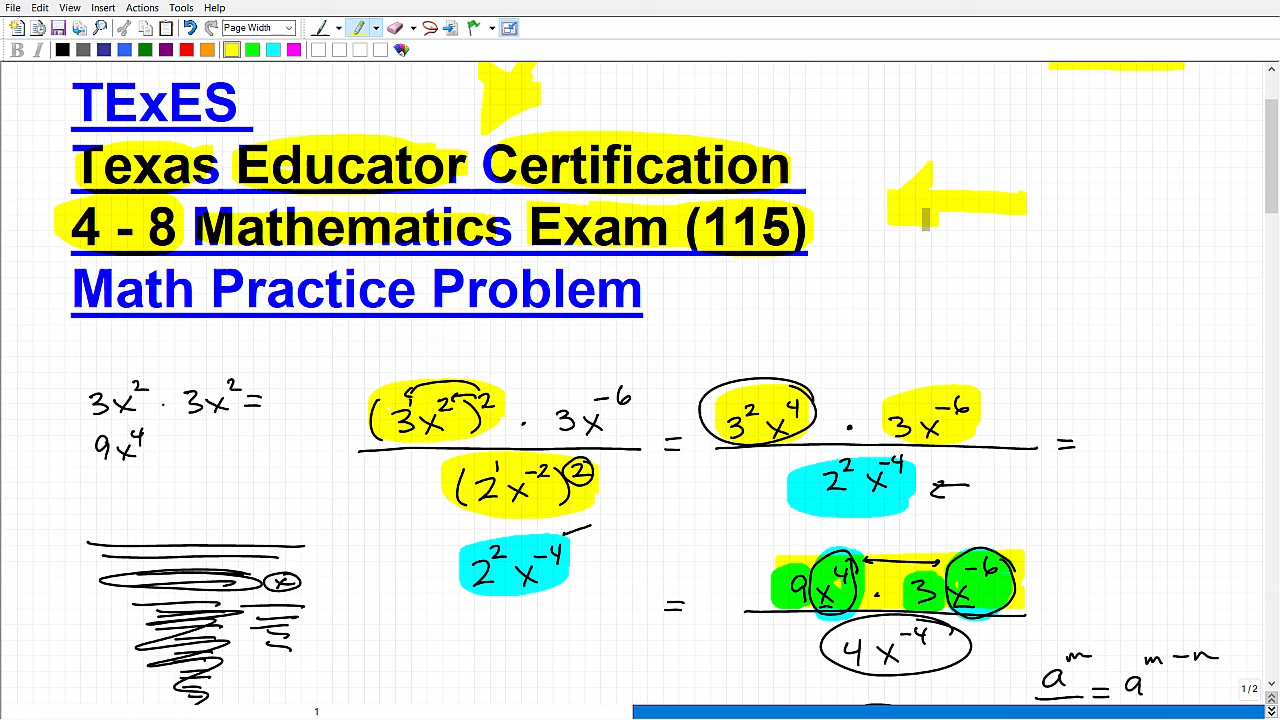 File Edit View Insert Actions Tools Help
Page Width
B I
TExES
Texas Educator Certification
4 - 8 Mathematics Exam (115)
Math Practice Problem
3x² · 3x² =
9x⁴
(3¹x²)² · 3x⁻⁶
(2¹x⁻²)²
=
3²x⁴ · 3x⁻⁶
2²x⁻⁴ ←
=
2²x⁻⁴
x
=
9x⁴ · 3x⁻⁶
4x⁻⁴
aᵐ = aᵐ⁻ⁿ
1/2
1